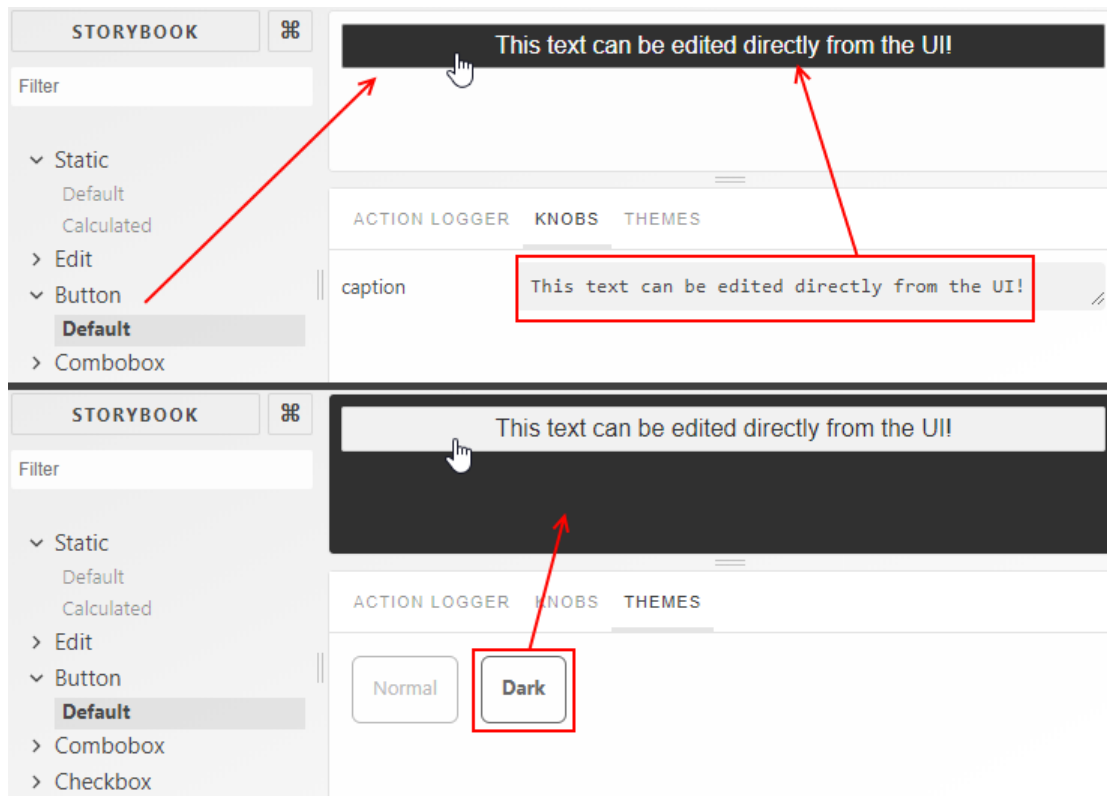 STORYBOOK ⌘
Filter
Static
Default
Calculated
Edit
Button
Default
Combobox
This text can be edited directly from the UI!
ACTION LOGGER KNOBS THEMES
caption This text can be edited directly from the UI!
STORYBOOK ⌘
Filter
Static
Default
Calculated
Edit
Button
Default
Combobox
Checkbox
This text can be edited directly from the UI!
ACTION LOGGER KNOBS THEMES
Normal Dark